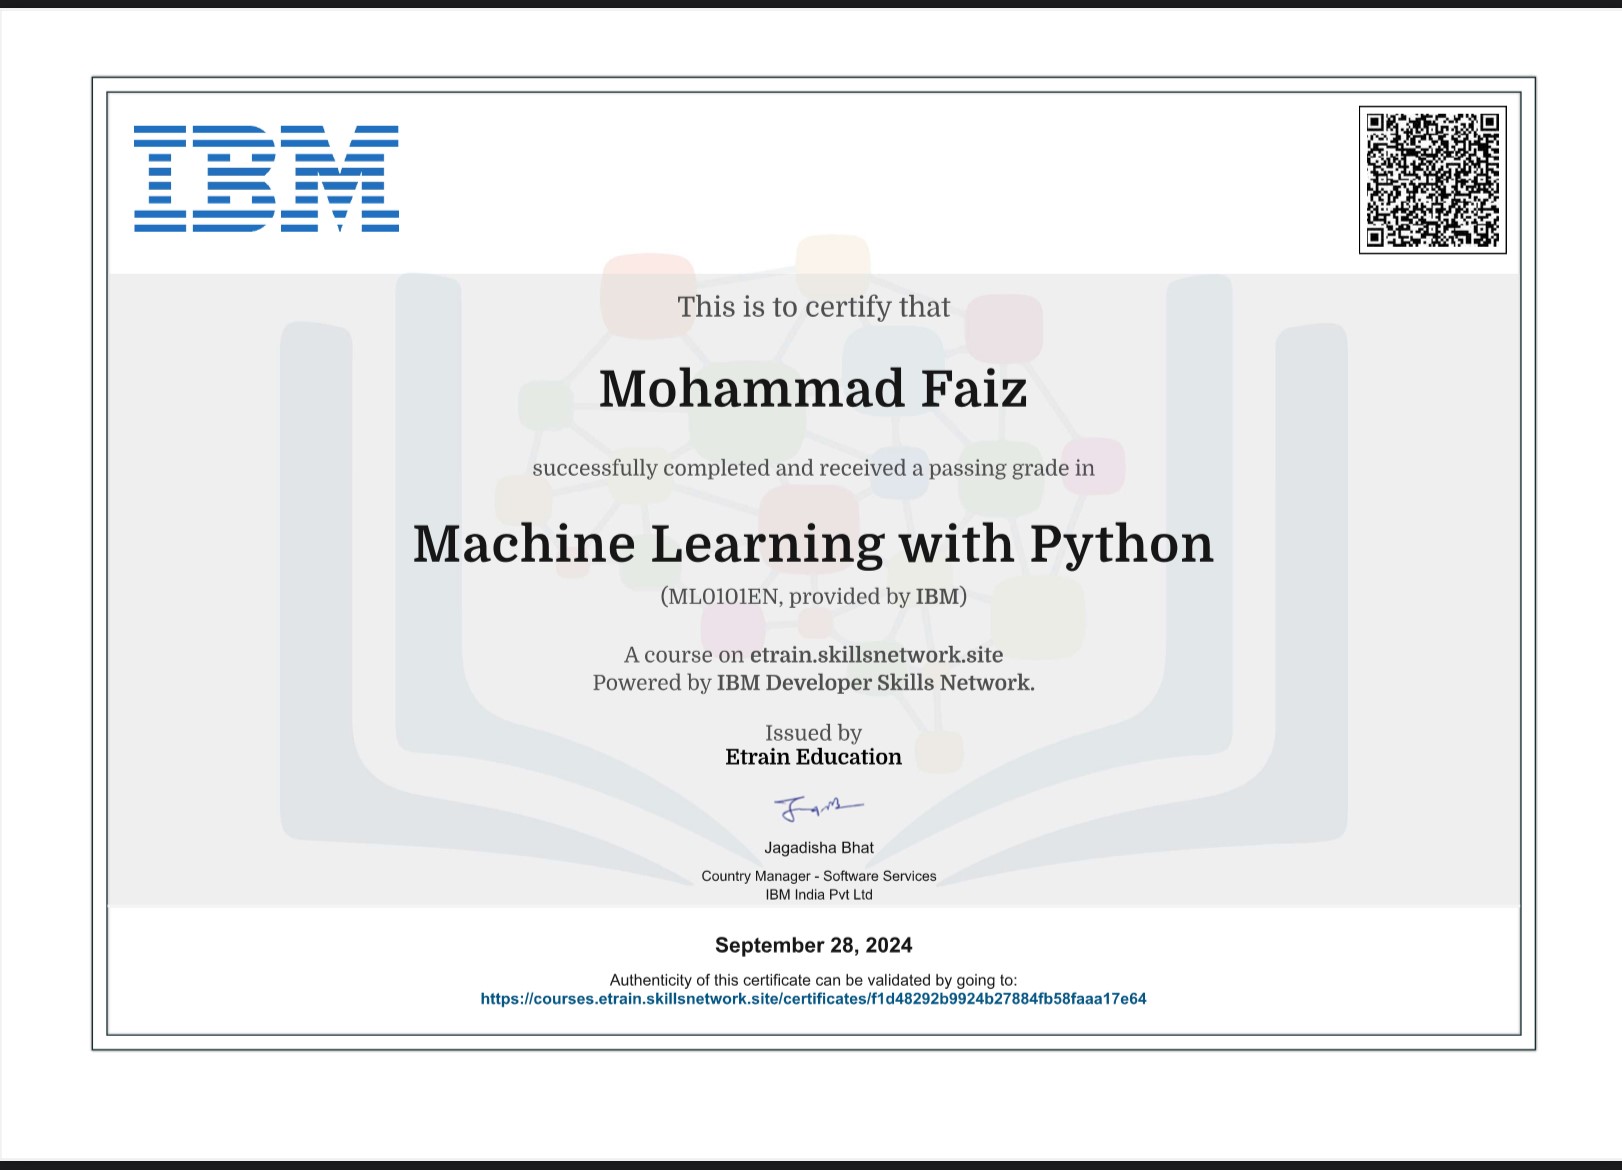 IBM
This is to certify that
Mohammad Faiz
successfully completed and received a passing grade in
Machine Learning with Python
(ML0101EN, provided by IBM)
A course on etrain.skillsnetwork.site
Powered by IBM Developer Skills Network.
Issued by
Etrain Education
Jagadisha Bhat
Country Manager - Software Services
IBM India Pvt Ltd
September 28, 2024
Authenticity of this certificate can be validated by going to:
https://courses.etrain.skillsnetwork.site/certificates/f1d48292b9924b27884fb58faaa17e64